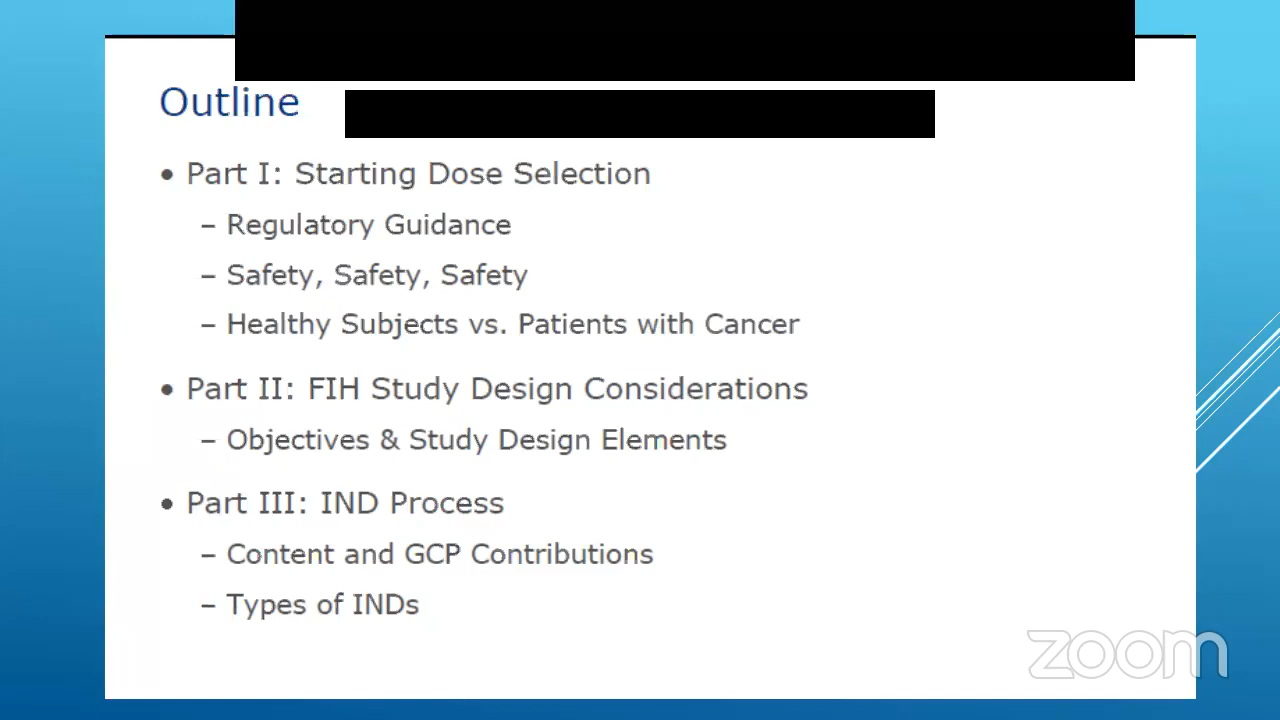 Outline
• Part I: Starting Dose Selection
– Regulatory Guidance
– Safety, Safety, Safety
– Healthy Subjects vs. Patients with Cancer
• Part II: FIH Study Design Considerations
– Objectives & Study Design Elements
• Part III: IND Process
– Content and GCP Contributions
– Types of INDs
zoom